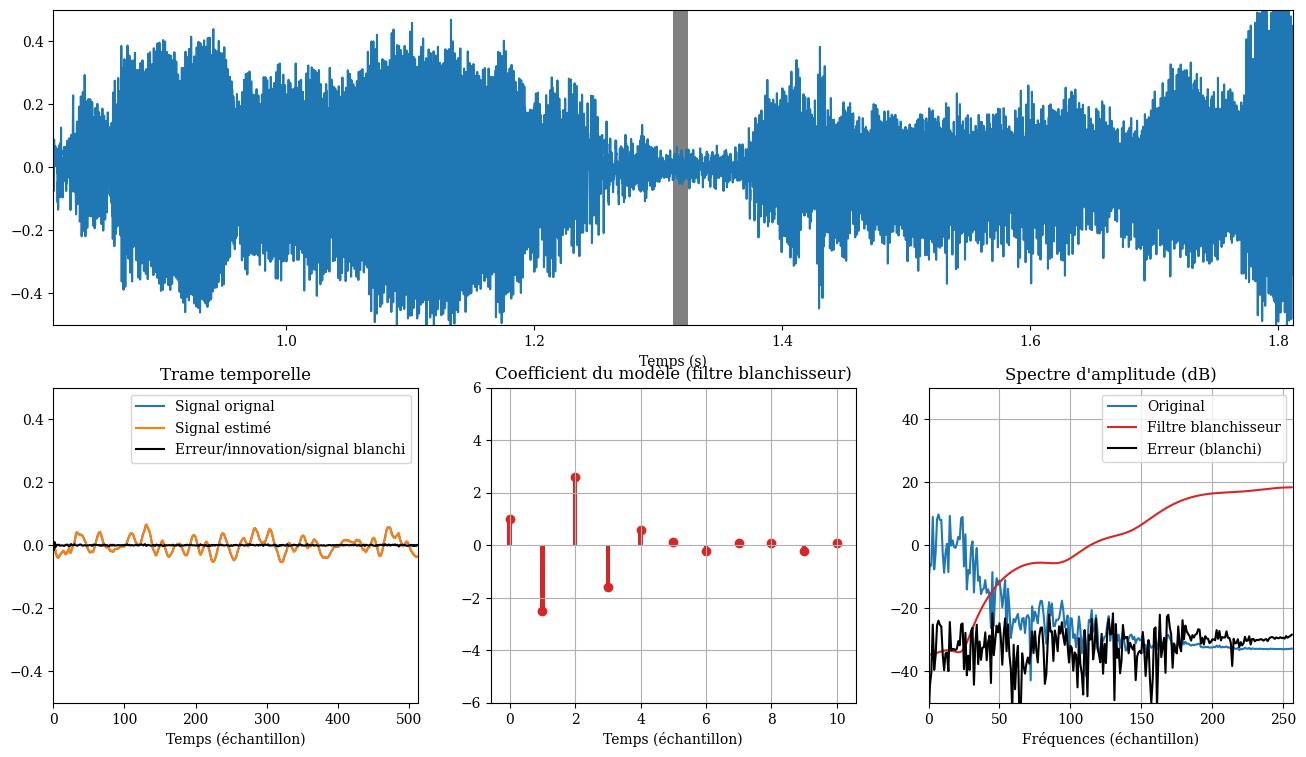 0.4
0.2
0.0
−0.2
−0.4
1.0 1.2 1.4 1.6 1.8
Temps (s)
Trame temporelle
Signal orignal
Signal estimé
Erreur/innovation/signal blanchi
0.4
0.2
0.0
−0.2
−0.4
0 100 200 300 400 500
Temps (échantillon)
Coefficient du modèle (filtre blanchisseur)
6
4
2
0
−2
−4
−6
0 2 4 6 8 10
Temps (échantillon)
Spectre d'amplitude (dB)
Original
Filtre blanchisseur
Erreur (blanchi)
40
20
0
−20
−40
0 50 100 150 200 250
Fréquences (échantillon)